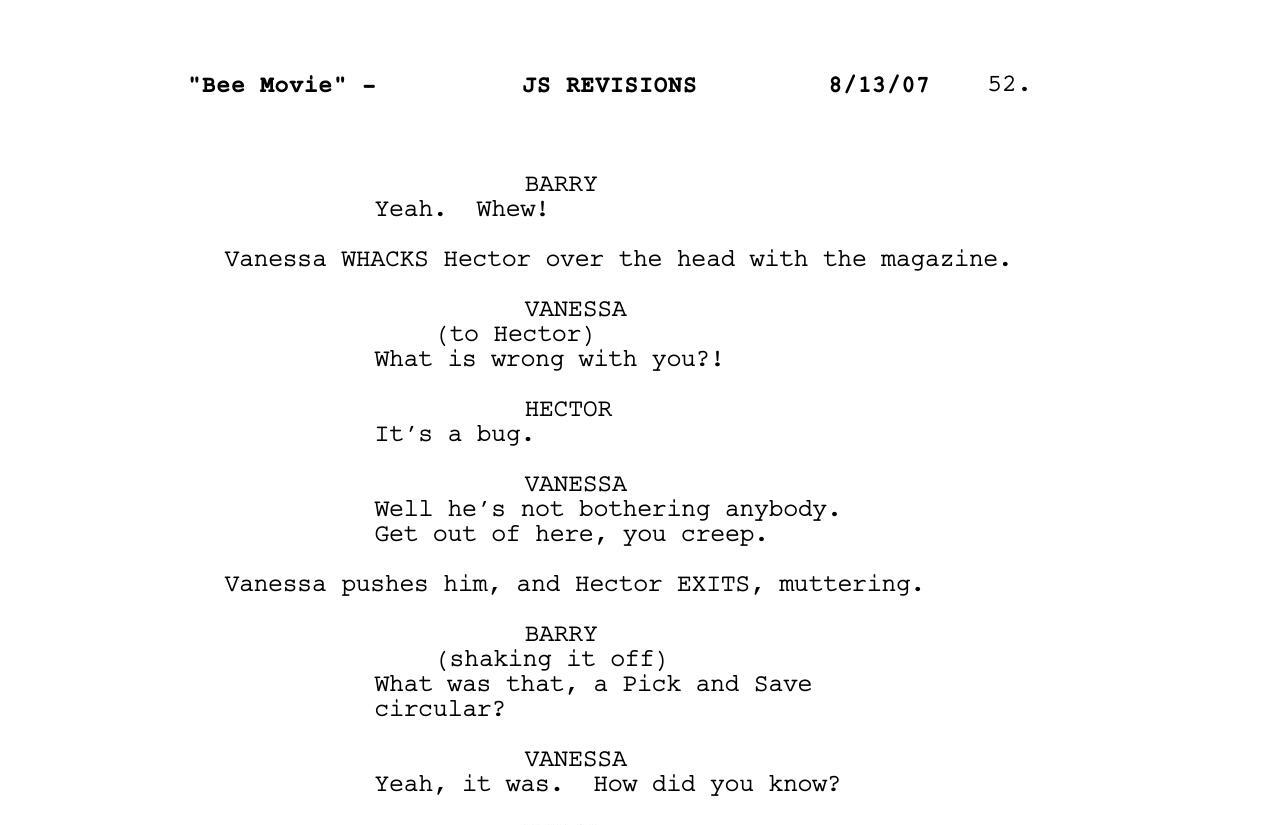 "Bee Movie" - JS REVISIONS 8/13/07 52.
BARRY
Yeah. Whew!
Vanessa WHACKS Hector over the head with the magazine.
VANESSA
(to Hector)
What is wrong with you?!
HECTOR
It's a bug.
VANESSA
Well he's not bothering anybody.
Get out of here, you creep.
Vanessa pushes him, and Hector EXITS, muttering.
BARRY
(shaking it off)
What was that, a Pick and Save
circular?
VANESSA
Yeah, it was. How did you know?